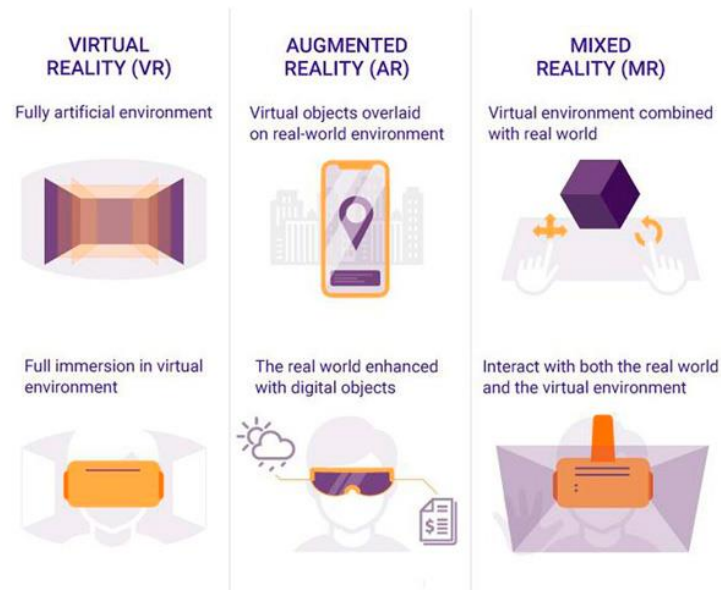 VIRTUAL
REALITY (VR)
Fully artificial environment
Full immersion in virtual
environment
AUGMENTED
REALITY (AR)
Virtual objects overlaid
on real-world environment
The real world enhanced
with digital objects
$
MIXED
REALITY (MR)
Virtual environment combined
with real world
Interact with both the real world
and the virtual environment